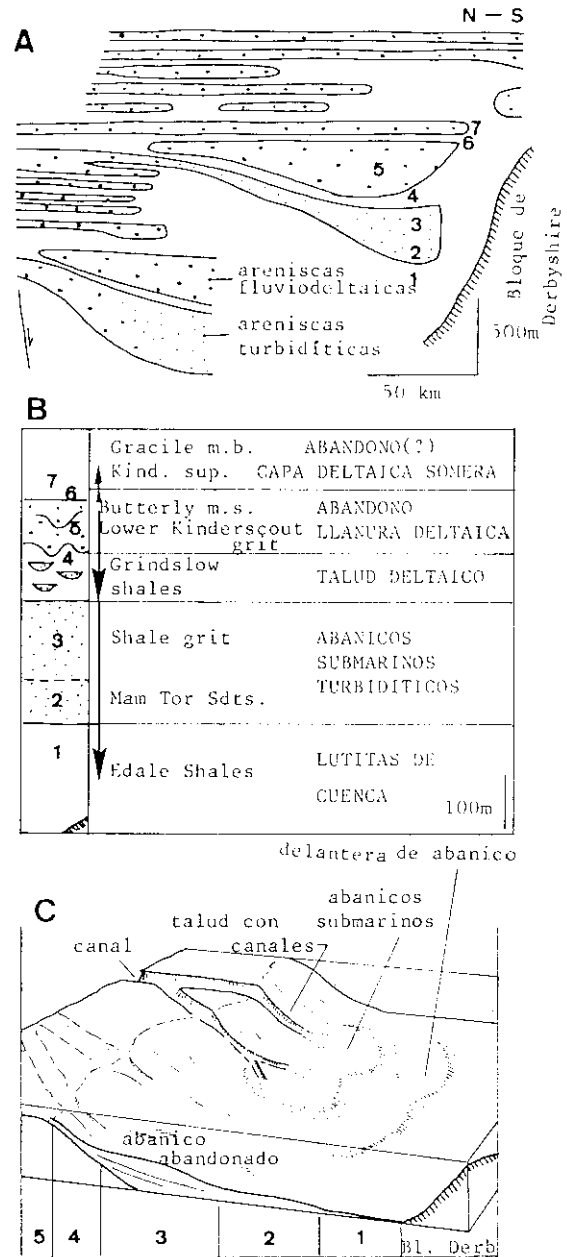 N – S
A
7
6
5
4
3
2
1
areniscas
fluviodeltaicas
areniscas
turbidíticas
Bloque de
Derbyshire
500m
50 km
B
7
6
5
4
3
2
1
Gracile m.b. ABANDONO(?)
Kind. sup. CAPA DELTAICA SOMERA
Butterly m.s. ABANDONO
Lower Kinderscout LLANURA DELTAICA
grit
Grindslow
shales TALUD DELTAICO
Shale grit ABANICOS
SUBMARINOS
TURBIDITICOS
Mam Tor Sdts.
Edale Shales LUTITAS DE
CUENCA
100m
delantera de abanico
C
abanicos
submarinos
talud con
canales
canal
abanico
abandonado
5 4 3 2 1 Bl. Derb